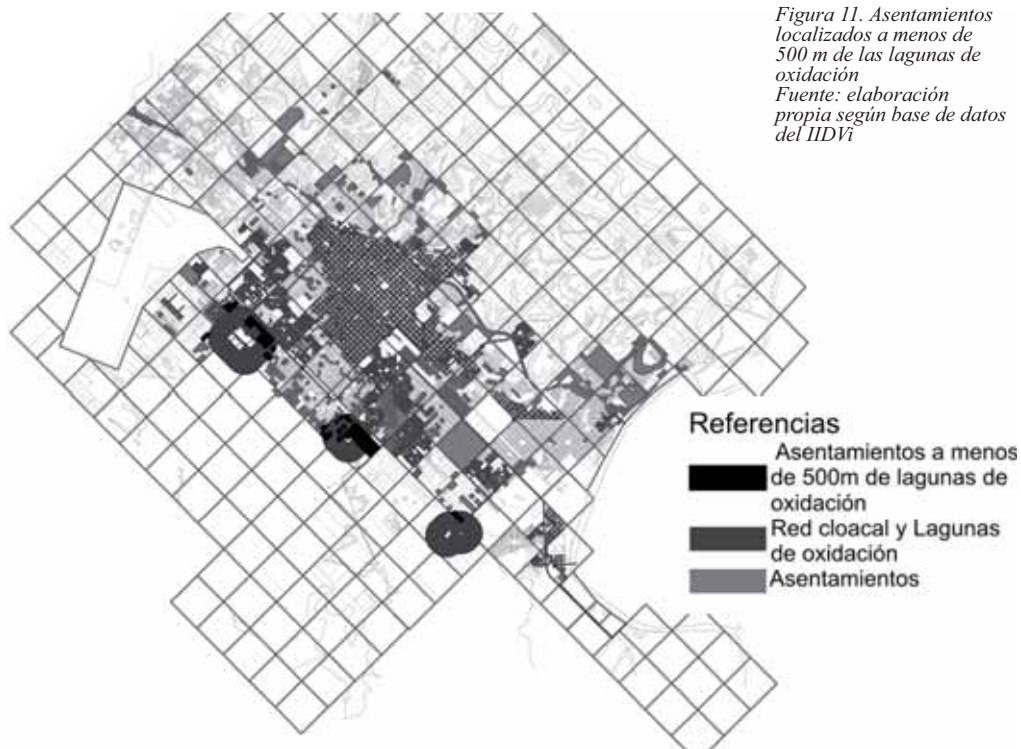 Figura 11. Asentamientos
localizados a menos de
500 m de las lagunas de
oxidación
Fuente: elaboración
propia según base de datos
del IIDVi
Referencias
Asentamientos a menos
de 500m de lagunas de
oxidación
Red cloacal y Lagunas
de oxidación
Asentamientos